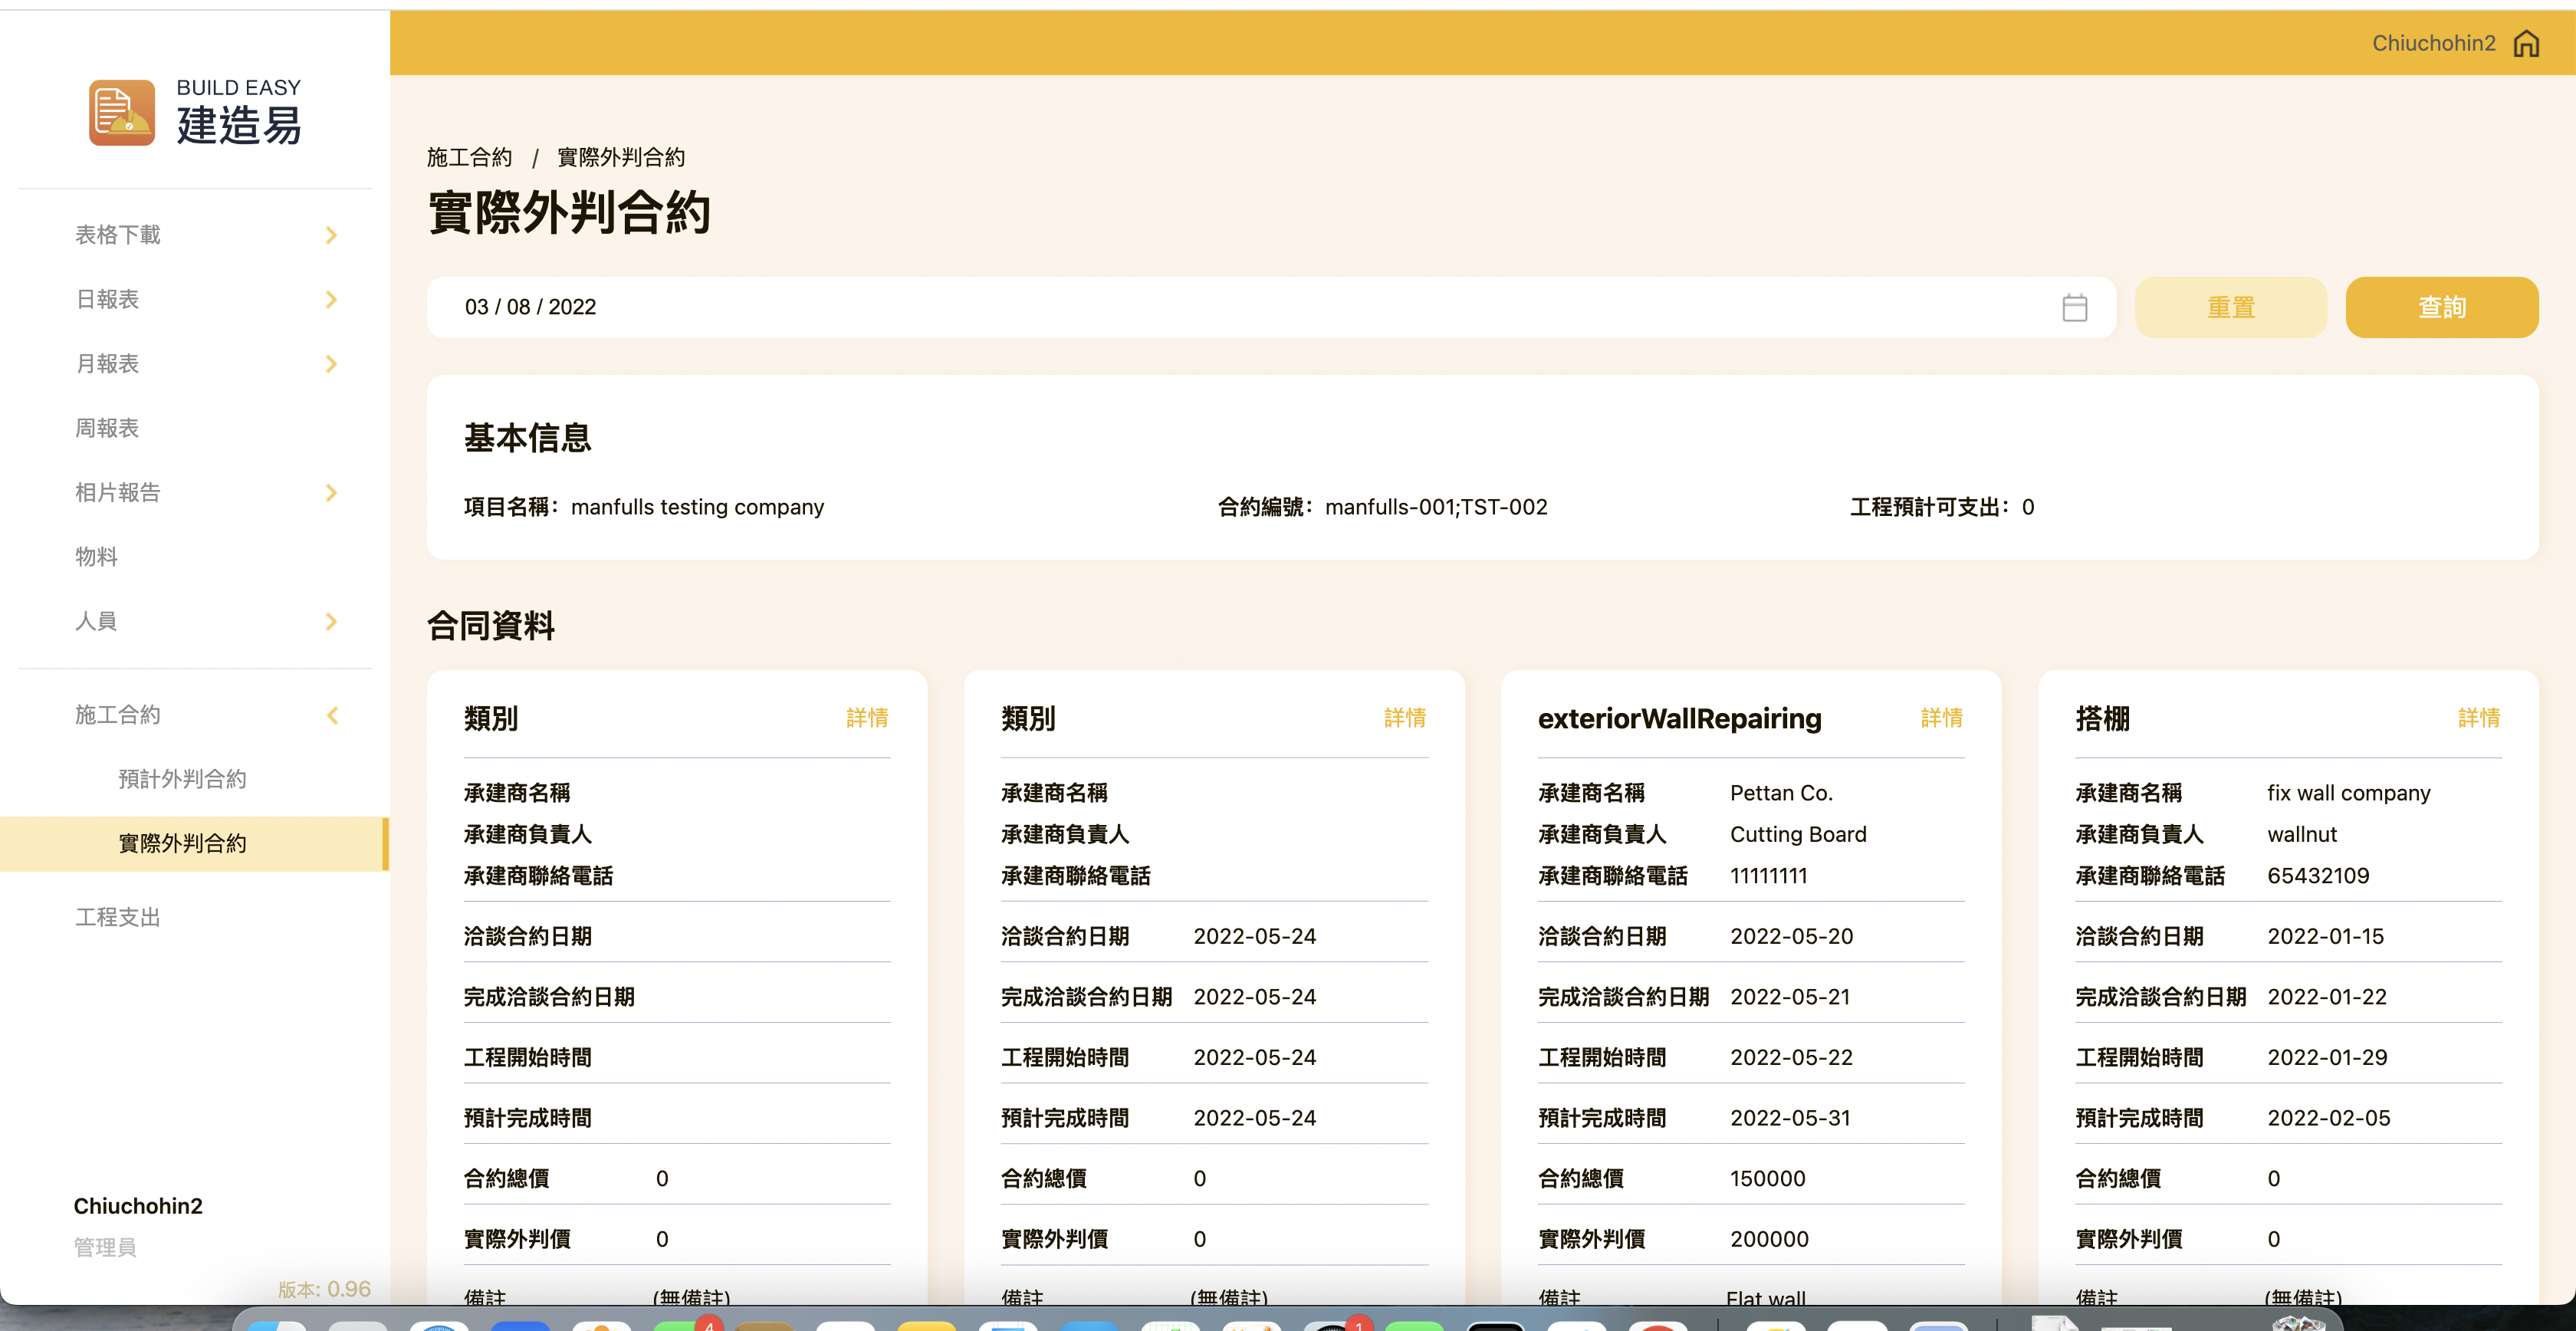 Chiuchohin2
BUILD EASY
建造易
表格下載
日報表
月報表
周報表
相片報告
物料
人員
施工合約
預計外判合約
實際外判合約
工程支出
Chiuchohin2
管理員
版本: 0.96
施工合約 / 實際外判合約
實際外判合約
03 / 08 / 2022
重置
查詢
基本信息
項目名稱： manfulls testing company
合約編號： manfulls-001;TST-002
工程預計可支出： 0
合同資料
類別 詳情
承建商名稱
承建商負責人
承建商聯絡電話
洽談合約日期
完成洽談合約日期
工程開始時間
預計完成時間
合約總價 0
實際外判價 0
備註 (無備註)
類別 詳情
承建商名稱
承建商負責人
承建商聯絡電話
洽談合約日期 2022-05-24
完成洽談合約日期 2022-05-24
工程開始時間 2022-05-24
預計完成時間 2022-05-24
合約總價 0
實際外判價 0
備註 (無備註)
exteriorWallRepairing 詳情
承建商名稱 Pettan Co.
承建商負責人 Cutting Board
承建商聯絡電話 11111111
洽談合約日期 2022-05-20
完成洽談合約日期 2022-05-21
工程開始時間 2022-05-22
預計完成時間 2022-05-31
合約總價 150000
實際外判價 200000
備註 Flat wall
搭棚 詳情
承建商名稱 fix wall company
承建商負責人 wallnut
承建商聯絡電話 65432109
洽談合約日期 2022-01-15
完成洽談合約日期 2022-01-22
工程開始時間 2022-01-29
預計完成時間 2022-02-05
合約總價 0
實際外判價 0
備註 (無備註)
4
1